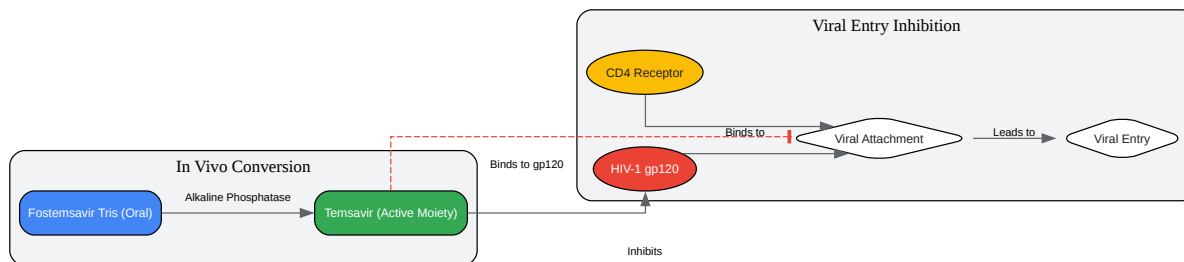 Viral Entry Inhibition
CD4 Receptor
Binds to
Viral Attachment
Leads to
Viral Entry
In Vivo Conversion
Binds to gp120
HIV-1 gp120
Alkaline Phosphatase
Fostemsavir Tris (Oral)
Temsavir (Active Moiety)
Inhibits